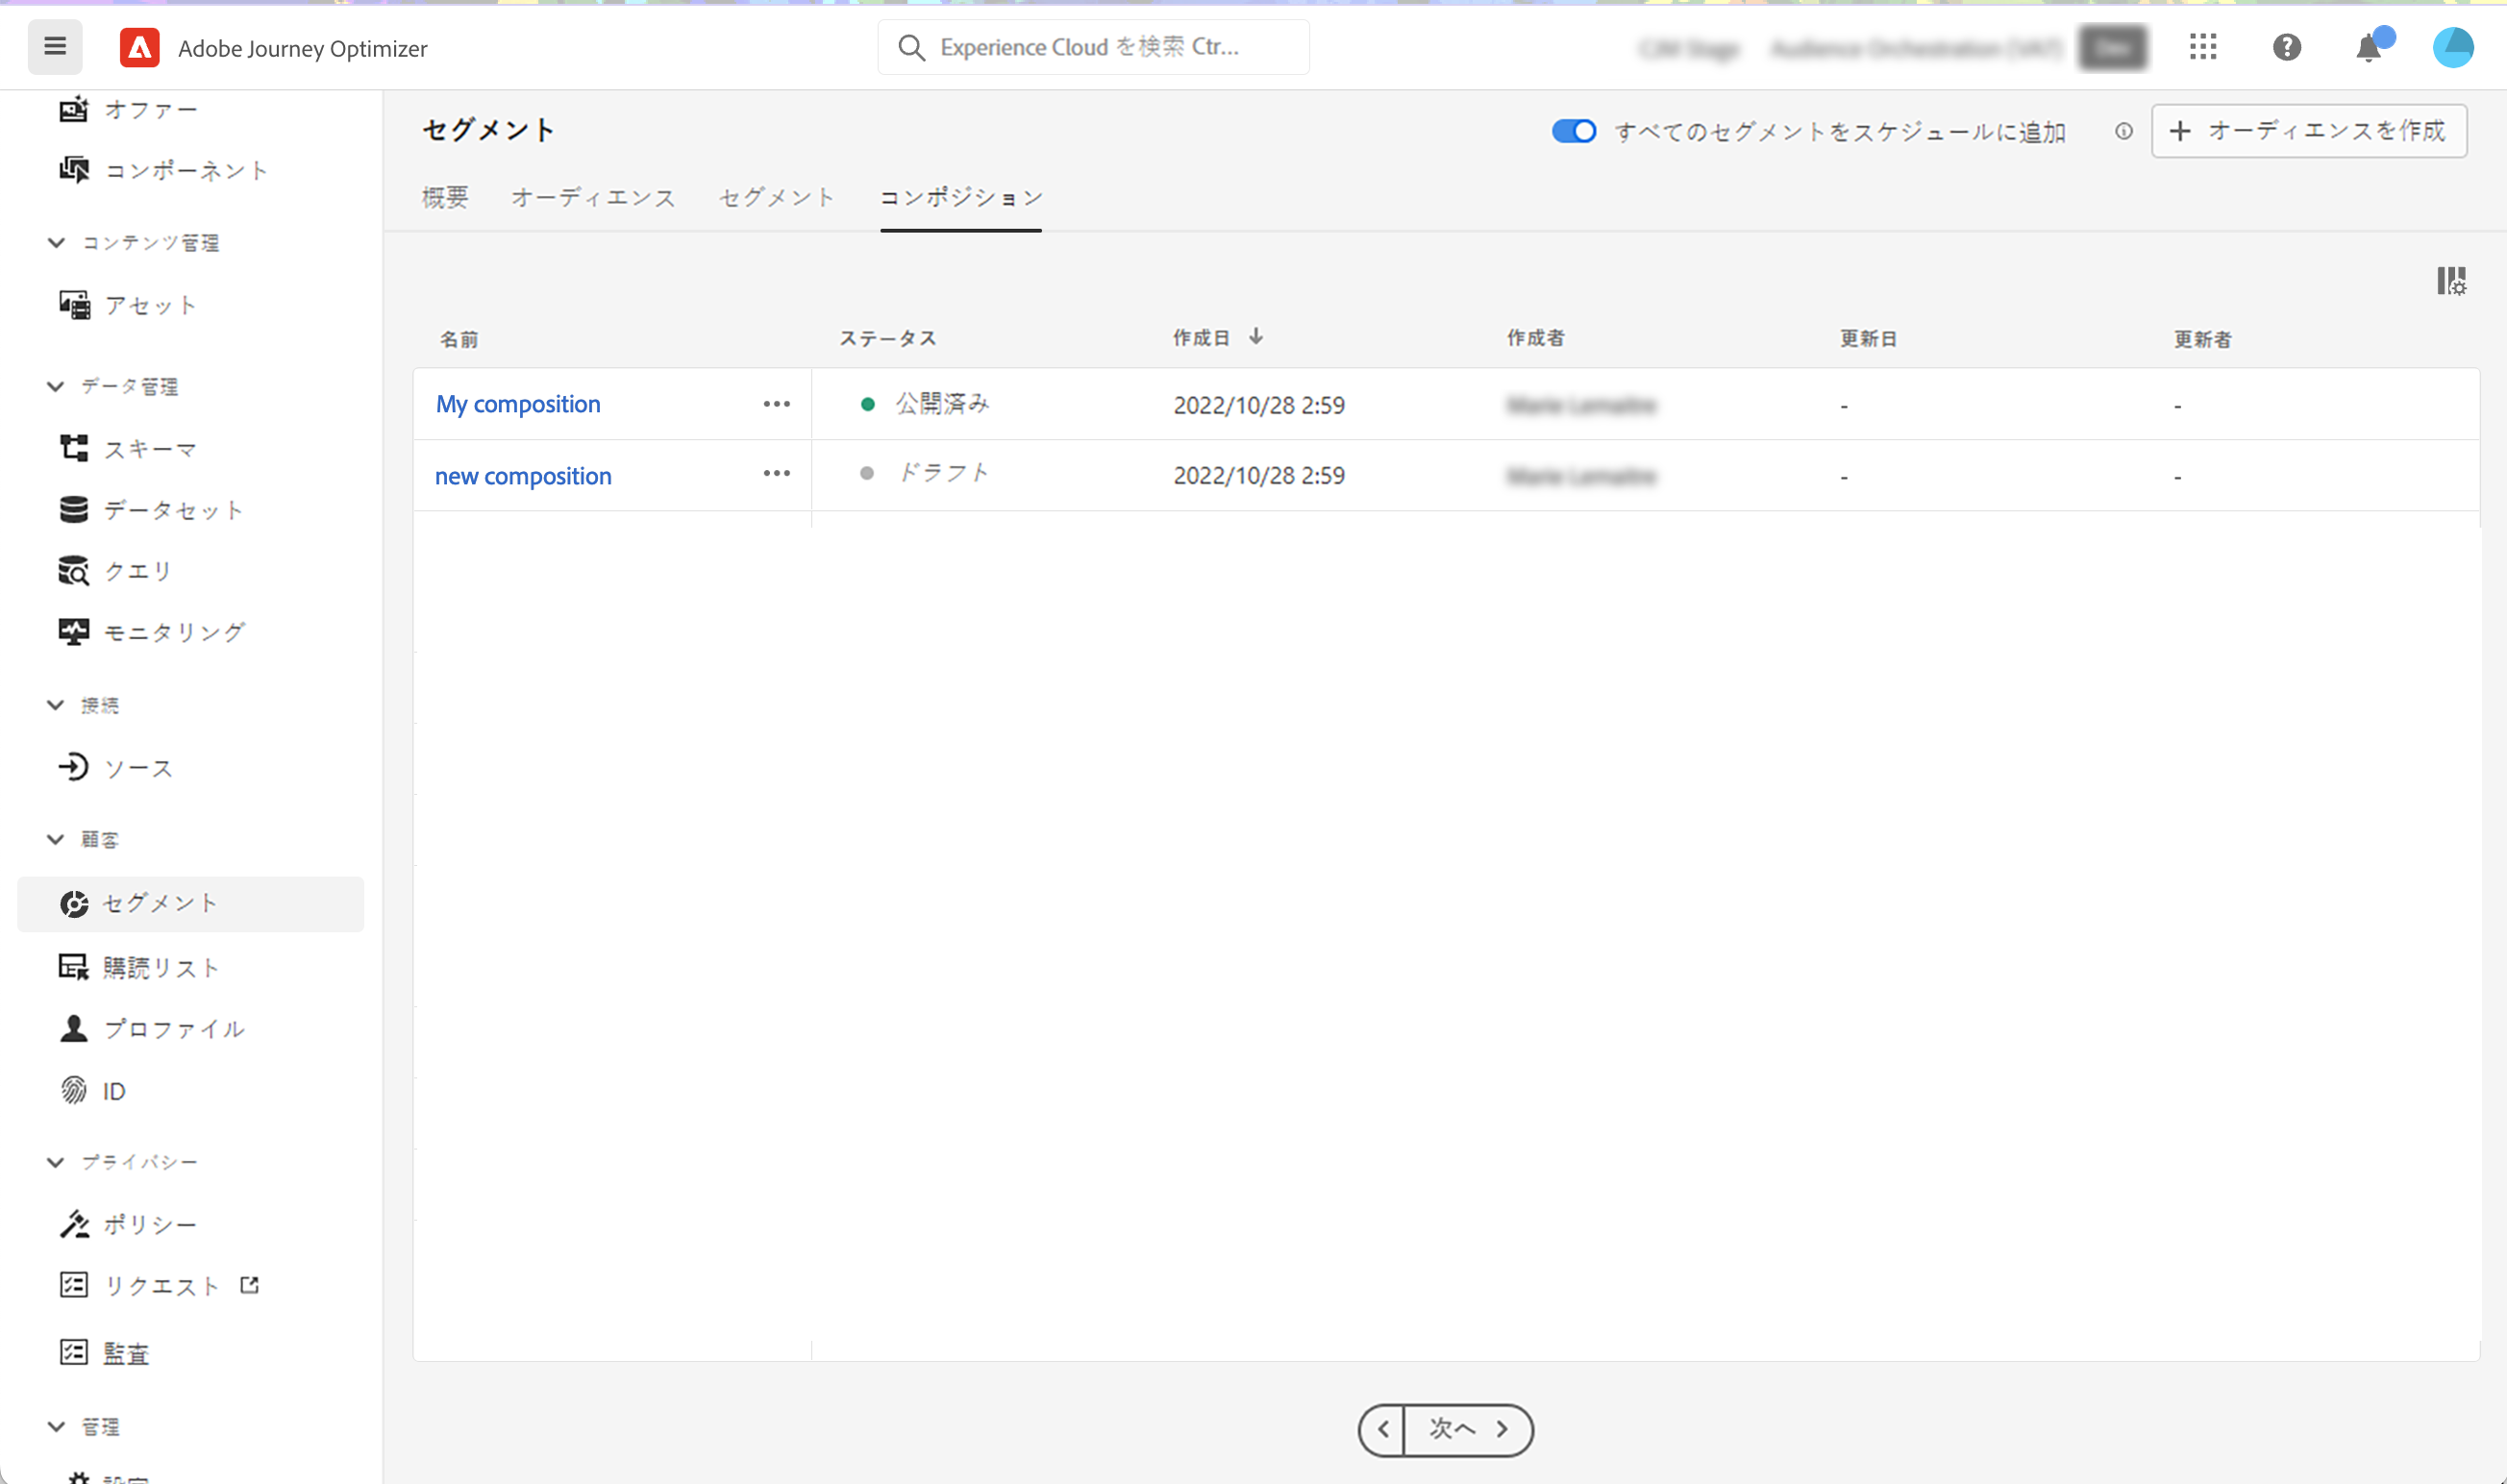 Adobe Journey Optimizer
Experience Cloud を検索 Ctr...
オファー
コンポーネント
コンテンツ管理
アセット
データ管理
スキーマ
データセット
クエリ
モニタリング
接続
ソース
顧客
セグメント
購読リスト
プロファイル
ID
プライバシー
ポリシー
リクエスト
監査
管理
セグメント
すべてのセグメントをスケジュールに追加
オーディエンスを作成
概要 オーディエンス セグメント コンポジション
名前 ステータス 作成日 作成者 更新日 更新者
My composition 公開済み 2022/10/28 2:59 - -
new composition ドラフト 2022/10/28 2:59 - -
次へ